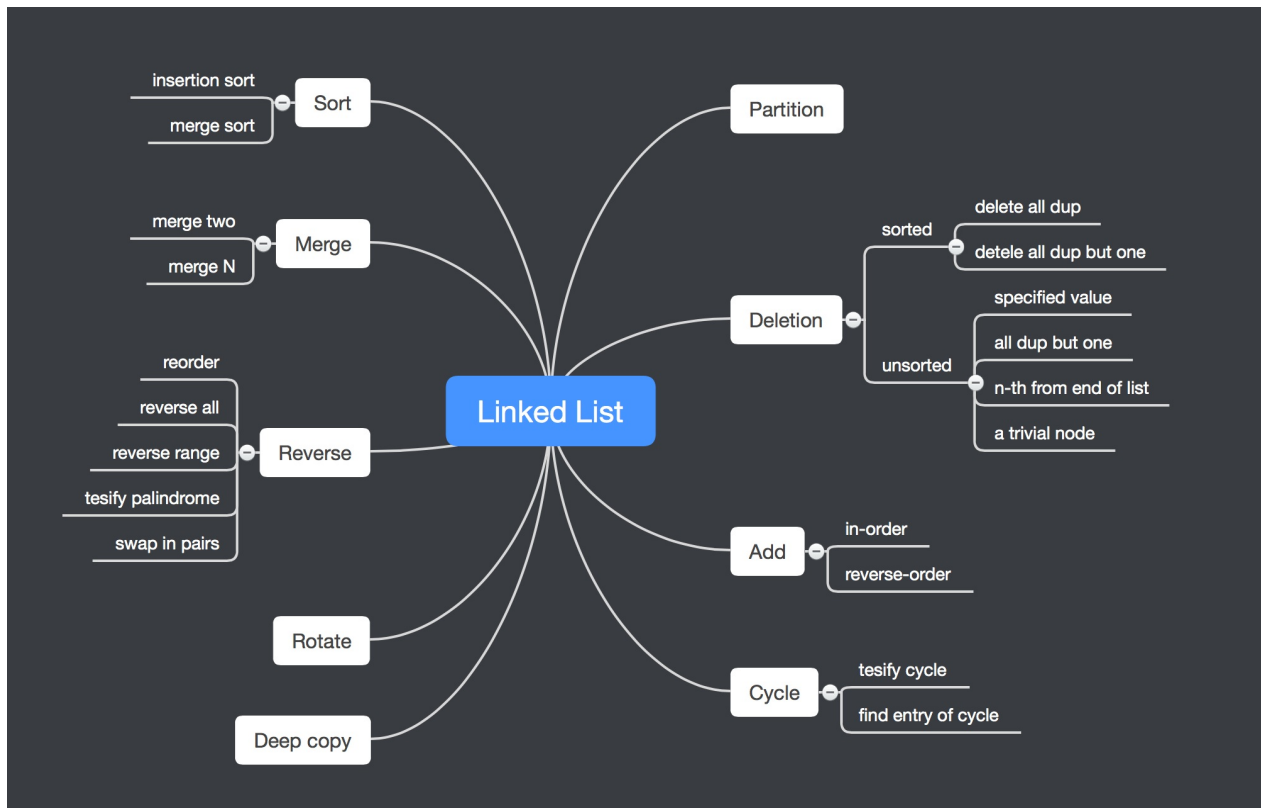 Linked List
Partition
Deletion
sorted
delete all dup
detele all dup but one
unsorted
specified value
all dup but one
n-th from end of list
a trivial node
Add
in-order
reverse-order
Cycle
tesify cycle
find entry of cycle
Sort
insertion sort
merge sort
Merge
merge two
merge N
Reverse
reorder
reverse all
reverse range
tesify palindrome
swap in pairs
Rotate
Deep copy